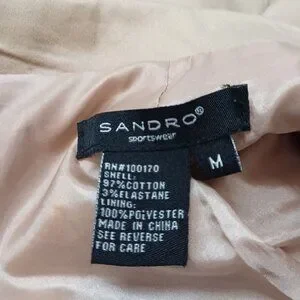 SANDRO®
sportswear
M
RN#100170
SHELL:
97%COTTON
3%ELASTANE
LINING:
100%POLYESTER
MADE IN CHINA
SEE REVERSE
FOR CARE